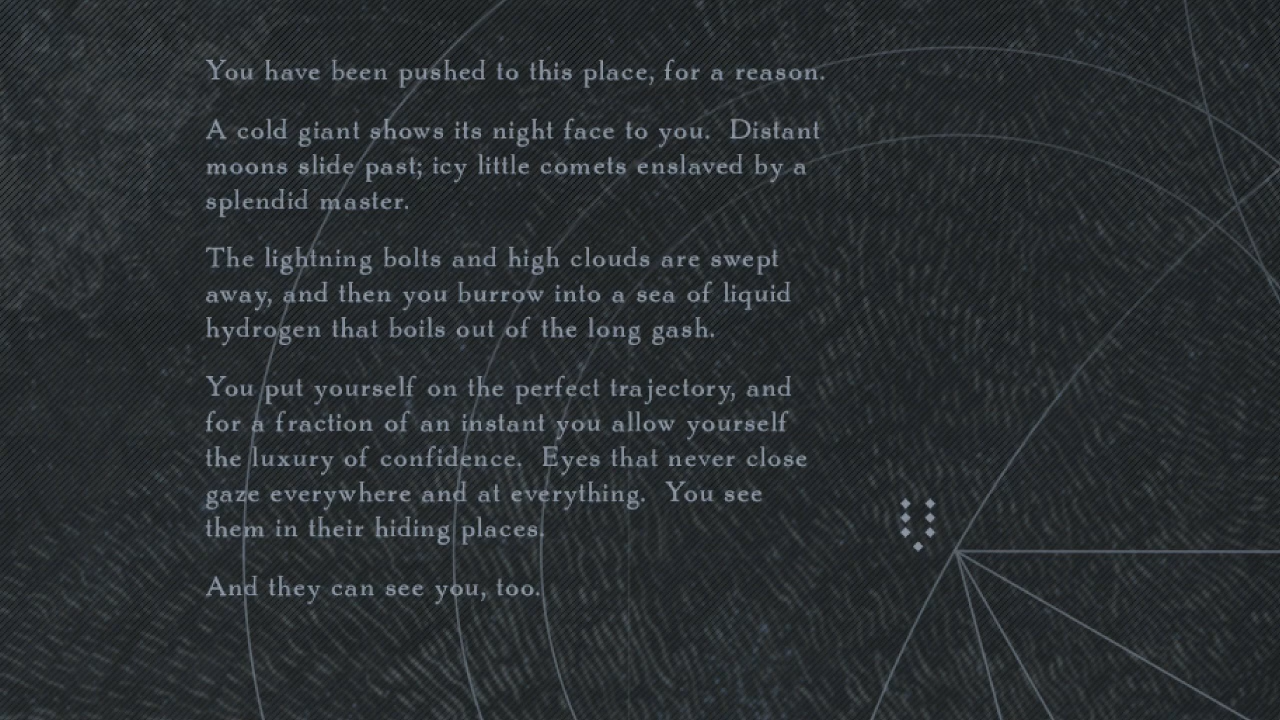 You have been pushed to this place, for a reason.
A cold giant shows its night face to you.  Distant
moons slide past; icy little comets enslaved by a
splendid master.
The lightning bolts and high clouds are swept
away, and then you burrow into a sea of liquid
hydrogen that boils out of the long gash.
You put yourself on the perfect trajectory, and
for a fraction of an instant you allow yourself
the luxury of confidence.  Eyes that never close
gaze everywhere and at everything.  You see
them in their hiding places.
And they can see you, too.